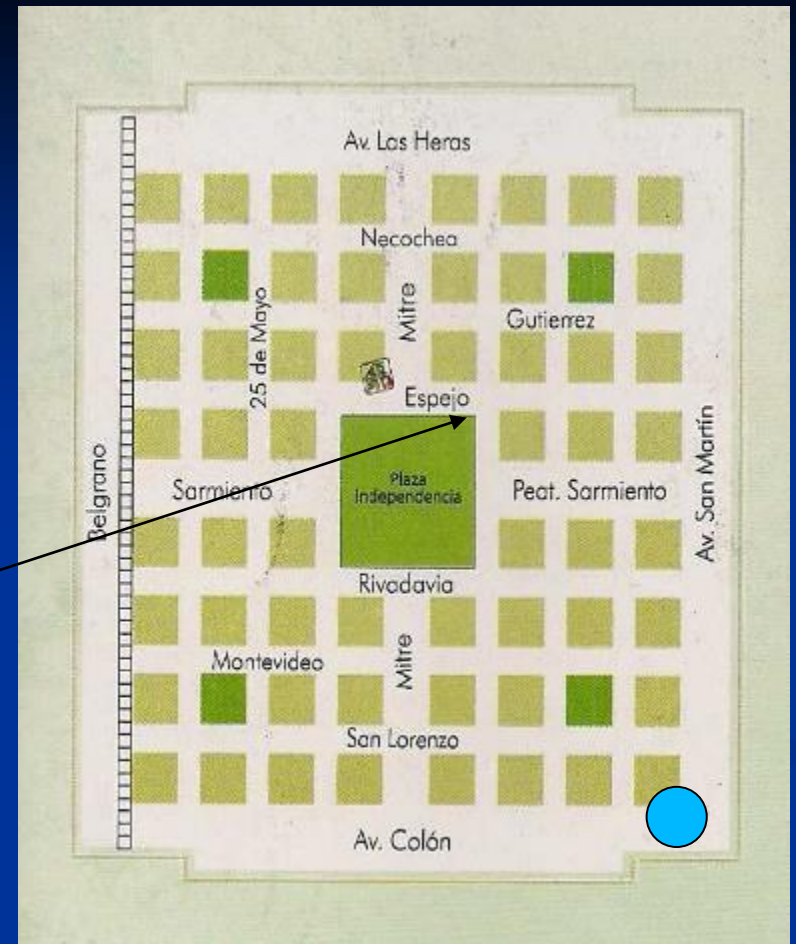 Av. Las Heras
Necochea
Mitre
25 de Mayo
Gutierrez
Espejo
Belgrano
Sarmiento
Plaza
Independencia
Peat. Sarmiento
Av. San Martín
Rivadavia
Mitre
Montevideo
San Lorenzo
Av. Colón